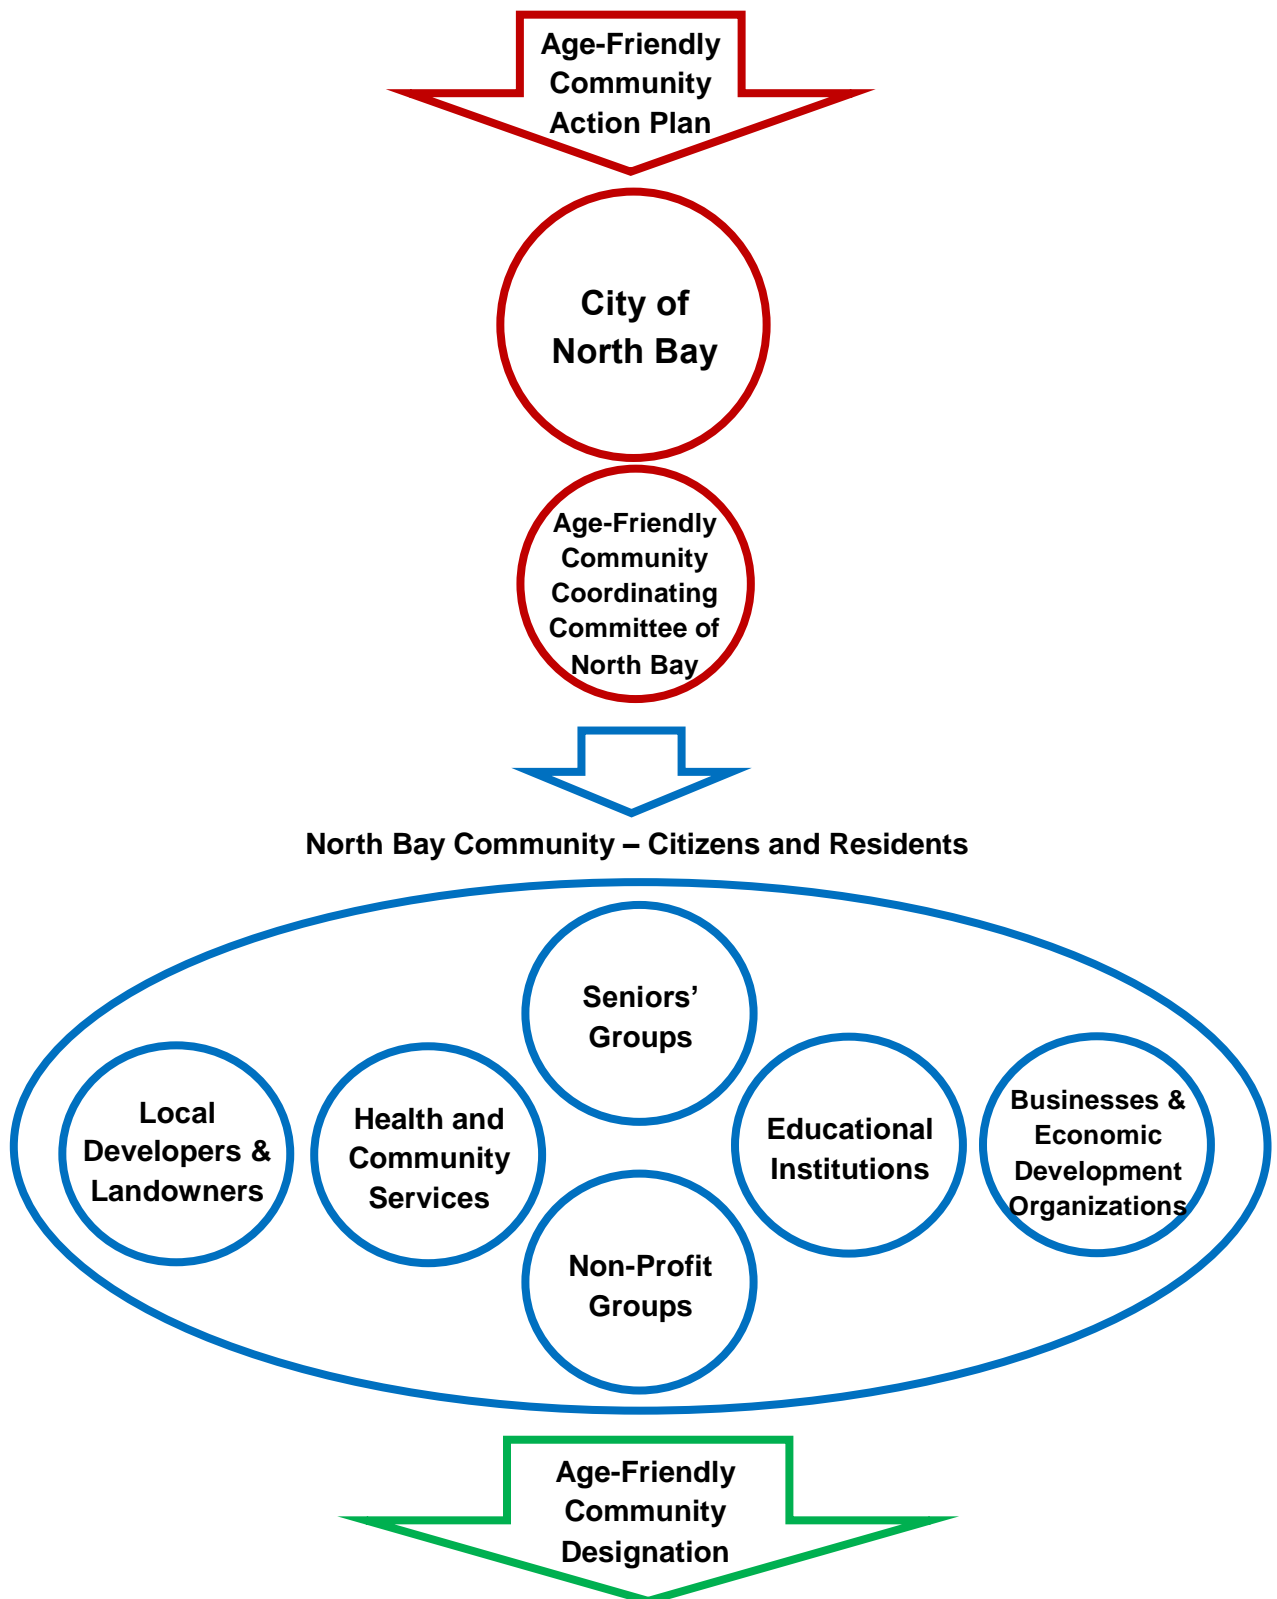 Age-Friendly
Community
Action Plan
City of
North Bay
Age-Friendly
Community
Coordinating
Committee of
North Bay
North Bay Community – Citizens and Residents
Seniors’
Groups
Local
Developers &
Landowners
Health and
Community
Services
Educational
Institutions
Businesses &
Economic
Development
Organizations
Non-Profit
Groups
Age-Friendly
Community
Designation